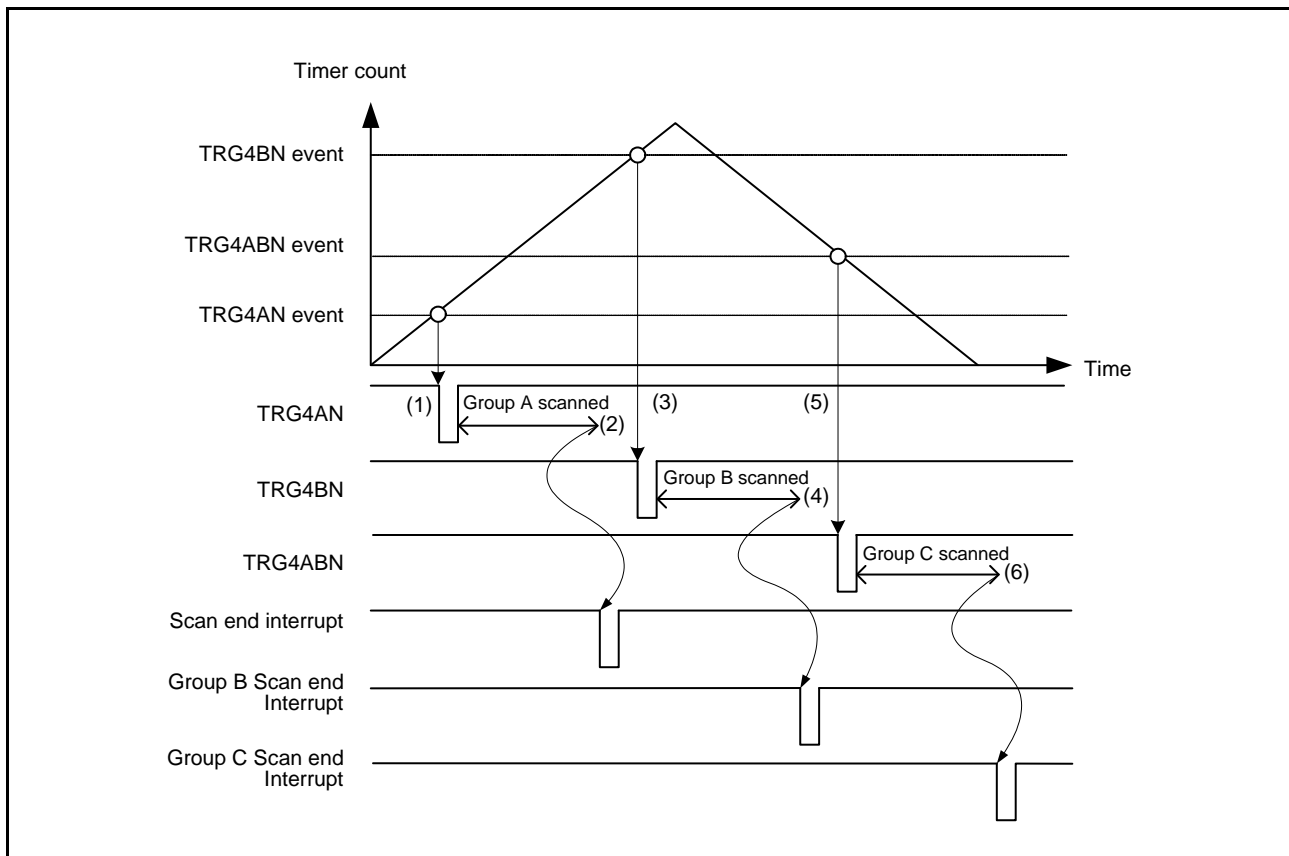 Timer count
TRG4BN event
TRG4ABN event
TRG4AN event
Time
TRG4AN
(1)
Group A scanned
(2)
(3)
(5)
TRG4BN
Group B scanned
(4)
TRG4ABN
Group C scanned
(6)
Scan end interrupt
Group B Scan end
Interrupt
Group C Scan end
Interrupt